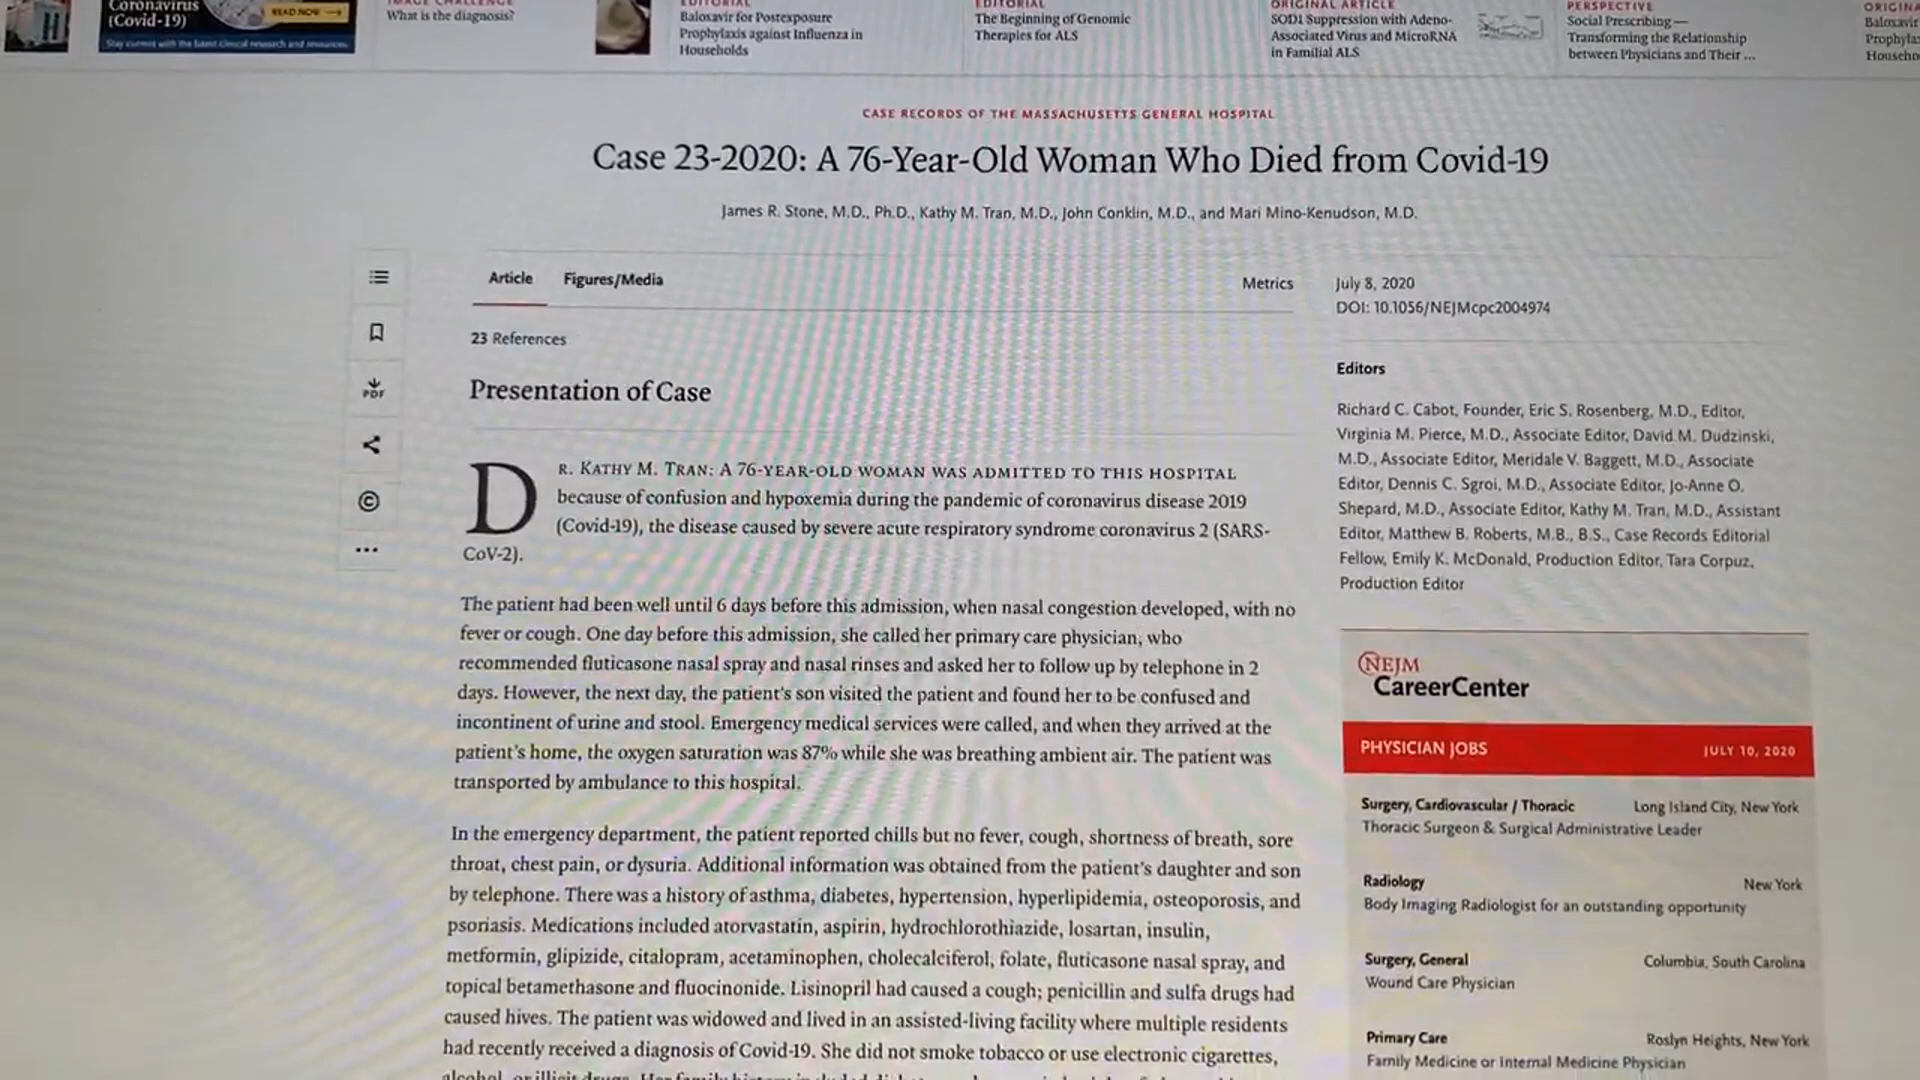 Coronavirus
(Covid-19)
READ NOW
Stay current with the latest clinical research and resources.
IMAGE CHALLENGE
What is the diagnosis?
EDITORIAL
Baloxavir for Postexposure
Prophylaxis against Influenza in
Households
EDITORIAL
The Beginning of Genomic
Therapies for ALS
ORIGINAL ARTICLE
SOD1 Suppression with Adeno-
Associated Virus and MicroRNA
in Familial ALS
PERSPECTIVE
Social Prescribing —
Transforming the Relationship
between Physicians and Their ...
ORIGINA
Baloxavir
Prophylax
Househo
CASE RECORDS OF THE MASSACHUSETTS GENERAL HOSPITAL
Case 23-2020: A 76-Year-Old Woman Who Died from Covid-19
James R. Stone, M.D., Ph.D., Kathy M. Tran, M.D., John Conklin, M.D., and Mari Mino-Kenudson, M.D.
Article Figures/Media Metrics
23 References
PDF
Presentation of Case
DR. KATHY M. TRAN: A 76-YEAR-OLD WOMAN WAS ADMITTED TO THIS HOSPITAL
because of confusion and hypoxemia during the pandemic of coronavirus disease 2019
(Covid-19), the disease caused by severe acute respiratory syndrome coronavirus 2 (SARS-
CoV-2).
The patient had been well until 6 days before this admission, when nasal congestion developed, with no
fever or cough. One day before this admission, she called her primary care physician, who
recommended fluticasone nasal spray and nasal rinses and asked her to follow up by telephone in 2
days. However, the next day, the patient's son visited the patient and found her to be confused and
incontinent of urine and stool. Emergency medical services were called, and when they arrived at the
patient's home, the oxygen saturation was 87% while she was breathing ambient air. The patient was
transported by ambulance to this hospital.
In the emergency department, the patient reported chills but no fever, cough, shortness of breath, sore
throat, chest pain, or dysuria. Additional information was obtained from the patient's daughter and son
by telephone. There was a history of asthma, diabetes, hypertension, hyperlipidemia, osteoporosis, and
psoriasis. Medications included atorvastatin, aspirin, hydrochlorothiazide, losartan, insulin,
metformin, glipizide, citalopram, acetaminophen, cholecalciferol, folate, fluticasone nasal spray, and
topical betamethasone and fluocinonide. Lisinopril had caused a cough; penicillin and sulfa drugs had
caused hives. The patient was widowed and lived in an assisted-living facility where multiple residents
had recently received a diagnosis of Covid-19. She did not smoke tobacco or use electronic cigarettes,
July 8, 2020
DOI: 10.1056/NEJMcpc2004974
Editors
Richard C. Cabot, Founder, Eric S. Rosenberg, M.D., Editor,
Virginia M. Pierce, M.D., Associate Editor, David M. Dudzinski,
M.D., Associate Editor, Meridale V. Baggett, M.D., Associate
Editor, Dennis C. Sgroi, M.D., Associate Editor, Jo-Anne O.
Shepard, M.D., Associate Editor, Kathy M. Tran, M.D., Assistant
Editor, Matthew B. Roberts, M.B., B.S., Case Records Editorial
Fellow, Emily K. McDonald, Production Editor, Tara Corpuz,
Production Editor
NEJM
CareerCenter
PHYSICIAN JOBS JULY 10, 2020
Surgery, Cardiovascular / Thoracic Long Island City, New York
Thoracic Surgeon & Surgical Administrative Leader
Radiology New York
Body Imaging Radiologist for an outstanding opportunity
Surgery, General Columbia, South Carolina
Wound Care Physician
Primary Care Roslyn Heights, New York
Family Medicine or Internal Medicine Physician